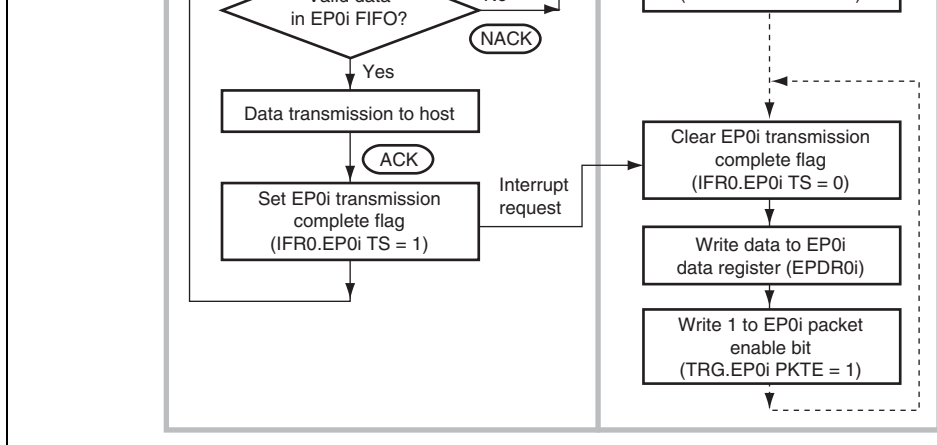 Valid data
in EP0i FIFO?
No
NACK
Yes
Data transmission to host
ACK
Set EP0i transmission
complete flag
(IFR0.EP0i TS = 1)
Interrupt
request
Clear EP0i transmission
complete flag
(IFR0.EP0i TS = 0)
Write data to EP0i
data register (EPDR0i)
Write 1 to EP0i packet
enable bit
(TRG.EP0i PKTE = 1)